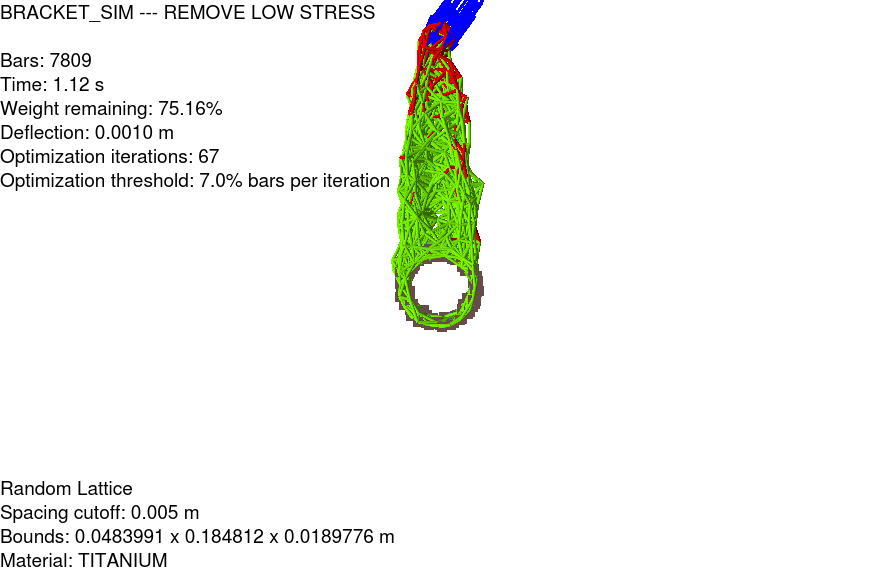 BRACKET_SIM --- REMOVE LOW STRESS
Bars: 7809
Time: 1.12 s
Weight remaining: 75.16%
Deflection: 0.0010 m
Optimization iterations: 67
Optimization threshold: 7.0% bars per iteration
Random Lattice
Spacing cutoff: 0.005 m
Bounds: 0.0483991 x 0.184812 x 0.0189776 m
Material: TITANIUM